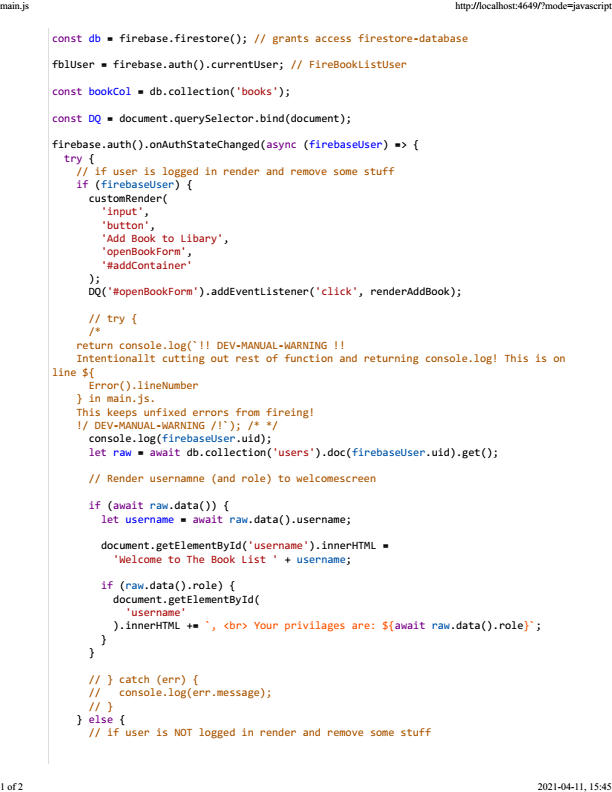 main.js
http://localhost:4649/?mode=javascript
const db = firebase.firestore(); // grants access firestore-database
fblUser = firebase.auth().currentUser; // FireBookListUser
const bookCol = db.collection('books');
const DQ = document.querySelector.bind(document);
firebase.auth().onAuthStateChanged(async (firebaseUser) => {
try {
// if user is logged in render and remove some stuff
if (firebaseUser) {
customRender(
'input',
'button',
'Add Book to Libary',
'openBookForm',
'#addContainer'
);
DQ('#openBookForm').addEventListener('click', renderAddBook);
// try {
/*
return console.log(`!! DEV-MANUAL-WARNING !!
Intentionallt cutting out rest of function and returning console.log! This is on
line ${
Error().lineNumber
} in main.js.
This keeps unfixed errors from fireing!
!/ DEV-MANUAL-WARNING /!`); /* */
console.log(firebaseUser.uid);
let raw = await db.collection('users').doc(firebaseUser.uid).get();
// Render usernamne (and role) to welcomescreen
if (await raw.data()) {
let username = await raw.data().username;
document.getElementById('username').innerHTML =
'Welcome to The Book List ' + username;
if (raw.data().role) {
document.getElementById(
'username'
).innerHTML += `, <br> Your privilages are: ${await raw.data().role}`;
}
}
// } catch (err) {
//   console.log(err.message);
// }
} else {
// if user is NOT logged in render and remove some stuff
1 of 2
2021-04-11, 15:45